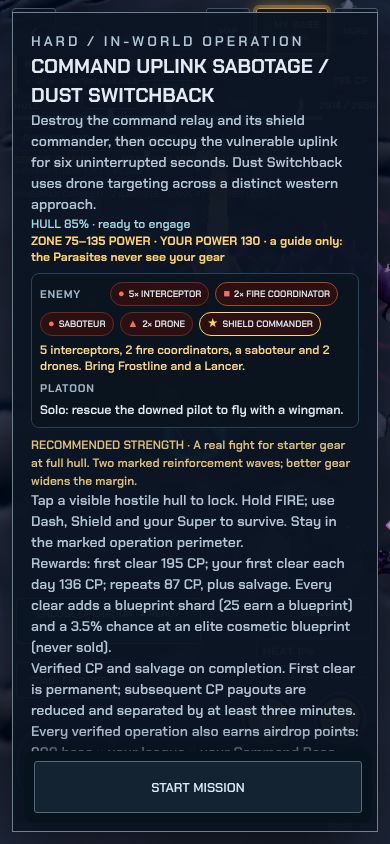 HARD / IN-WORLD OPERATION
COMMAND UPLINK SABOTAGE /
DUST SWITCHBACK
Destroy the command relay and its shield
commander, then occupy the vulnerable uplink
for six uninterrupted seconds. Dust Switchback
uses drone targeting across a distinct western
approach.
HULL 85% · ready to engage
ZONE 75–135 POWER · YOUR POWER 130 · a guide only:
the Parasites never see your gear
ENEMY
5× INTERCEPTOR
2× FIRE COORDINATOR
SABOTEUR
2× DRONE
SHIELD COMMANDER
5 interceptors, 2 fire coordinators, a saboteur and 2
drones. Bring Frostline and a Lancer.
PLATOON
Solo: rescue the downed pilot to fly with a wingman.
RECOMMENDED STRENGTH · A real fight for starter gear
at full hull. Two marked reinforcement waves; better gear
widens the margin.
Tap a visible hostile hull to lock. Hold FIRE; use
Dash, Shield and your Super to survive. Stay in
the marked operation perimeter.
Rewards: first clear 195 CP; your first clear each
day 136 CP; repeats 87 CP, plus salvage. Every
clear adds a blueprint shard (25 earn a blueprint)
and a 3.5% chance at an elite cosmetic blueprint
(never sold).
Verified CP and salvage on completion. First clear
is permanent; subsequent CP payouts are
reduced and separated by at least three minutes.
Every verified operation also earns airdrop points:
START MISSION